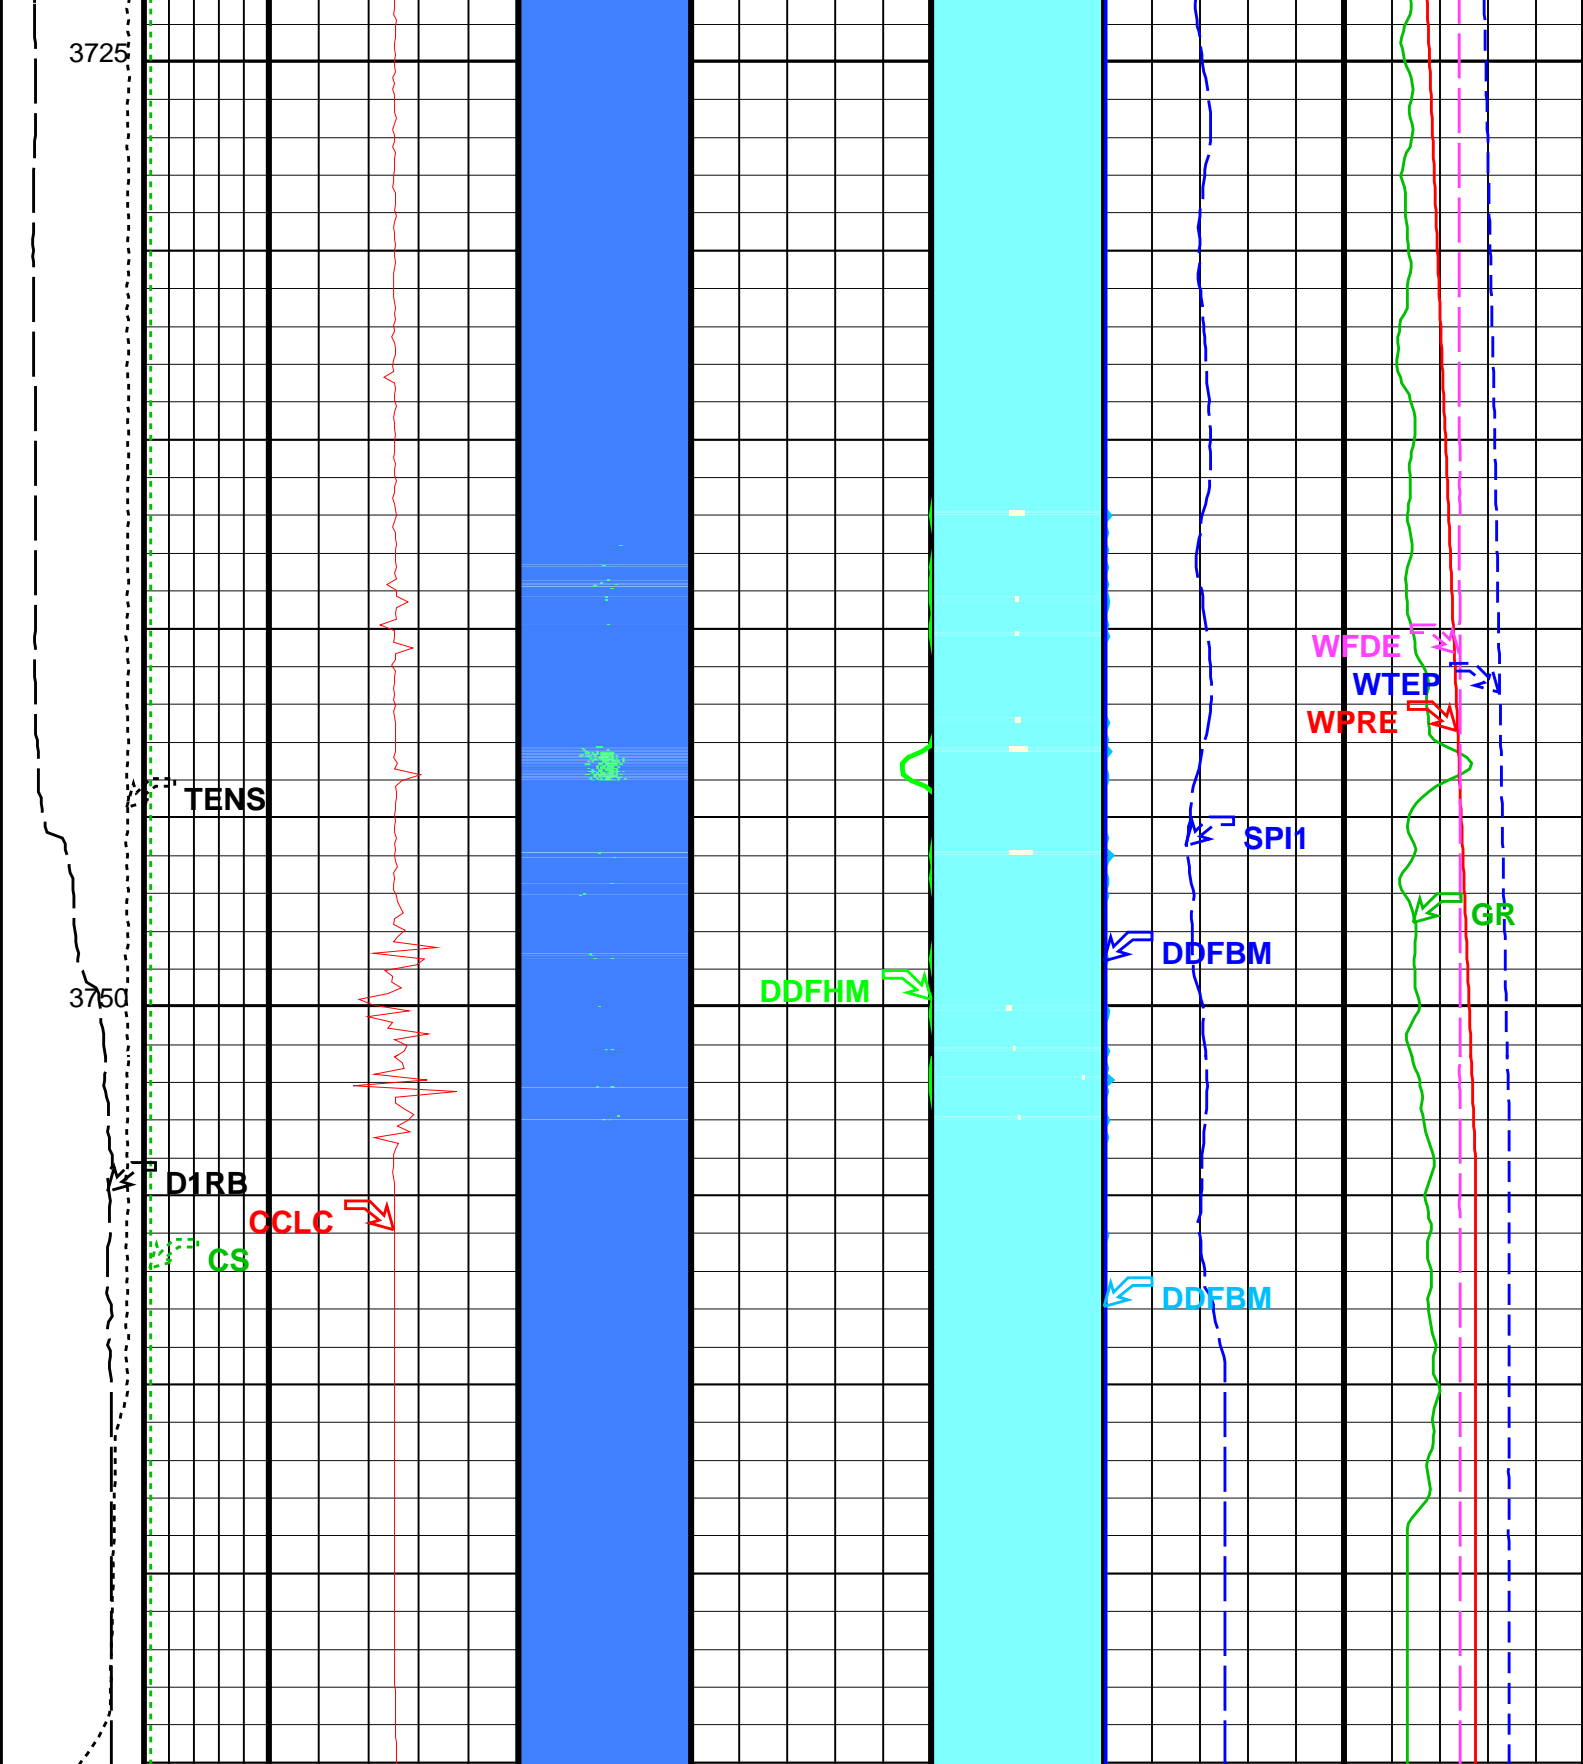 3725
WFDE
WTEP
WPRE
TENS
SPI1
GR
DDFBM
DDFHM
3750
D1RB
CCLC
CS
DDFBM